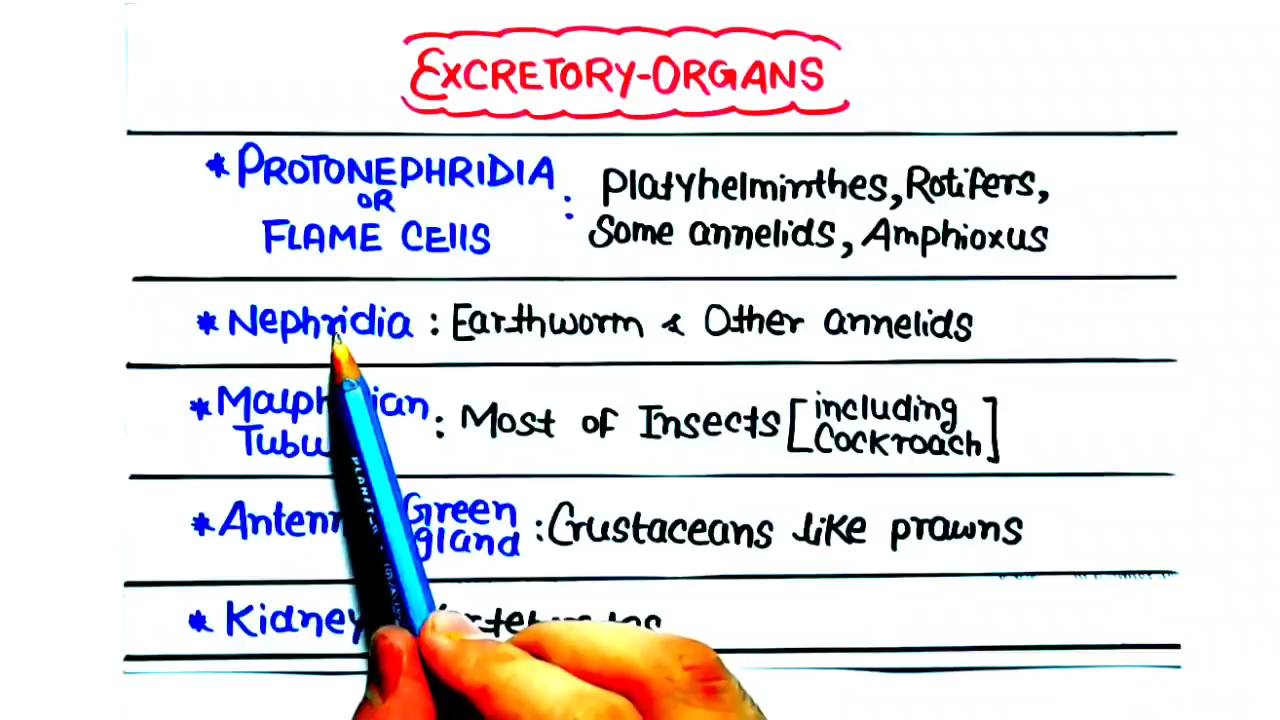 EXCRETORY-ORGANS
* PROTONEPHRIDIA
OR
FLAME CELLS
: Platyhelminthes, Rotifers,
Some annelids, Amphioxus
* Nephridia : Earthworm & Other annelids
*
: Most of Insects [including
Cockroach]
* Green
gland : Crustaceans like prawns
* Kidney